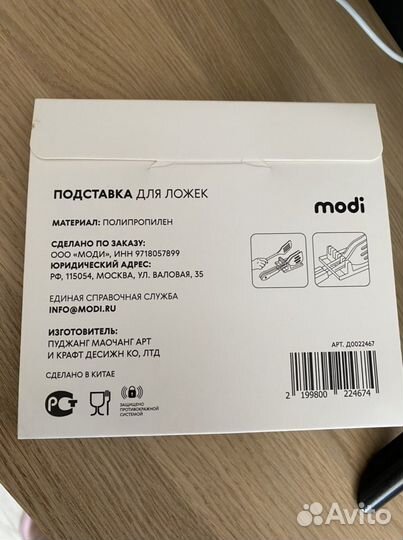 ПОДСТАВКА ДЛЯ ЛОЖЕК
modi
МАТЕРИАЛ: ПОЛИПРОПИЛЕН
СДЕЛАНО ПО ЗАКАЗУ:
ООО «МОДИ», ИНН 9718057899
ЮРИДИЧЕСКИЙ АДРЕС:
РФ, 115054, МОСКВА, УЛ. ВАЛОВАЯ, 35
ЕДИНАЯ СПРАВОЧНАЯ СЛУЖБА
INFO@MODI.RU
ИЗГОТОВИТЕЛЬ:
ПУДЖАНГ МАОЧАНГ АРТ
И КРАФТ ДЕСИЖН КО, ЛТД
СДЕЛАНО В КИТАЕ
АРТ. Д0022467
2 199800 224674
РСТ
ЗАЩИЩЕНО
ПРОТИВОКРАЖНОЙ
СИСТЕМОЙ
Avito